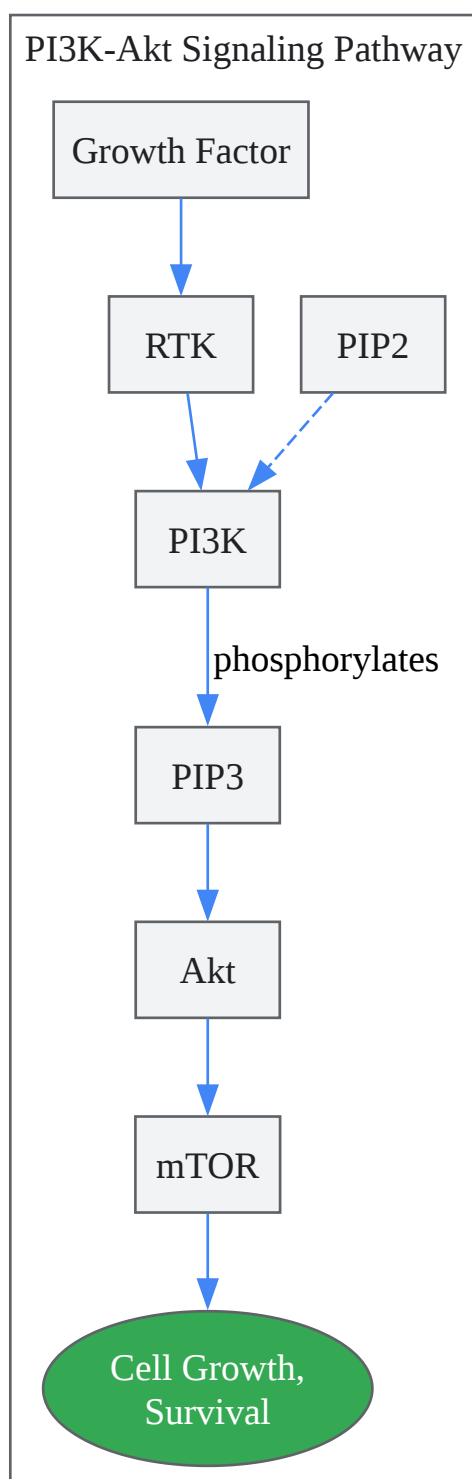 PI3K-Akt Signaling Pathway
Growth Factor
RTK
PIP2
PI3K
phosphorylates
PIP3
Akt
mTOR
Cell Growth,
Survival